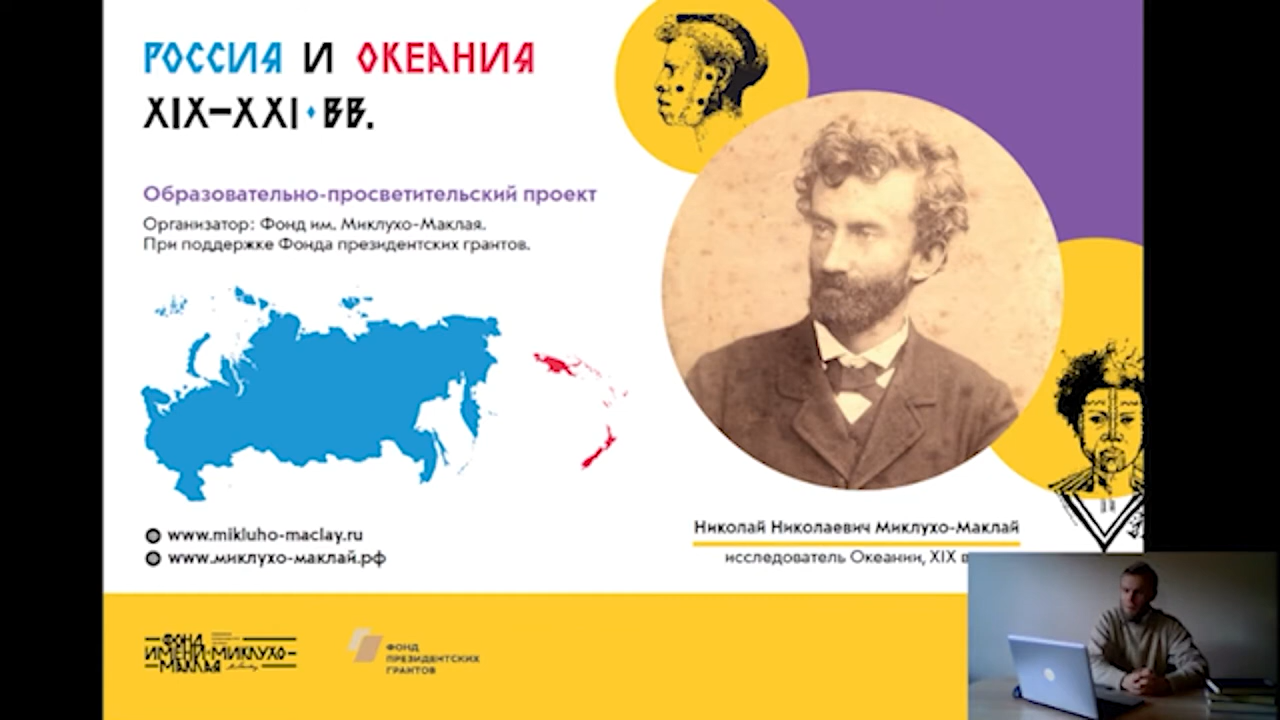 РОССИЯ И ОКЕАНИЯ
XIX–XXI · ВВ.
Образовательно-просветительский проект
Организатор: Фонд им. Миклухо-Маклая.
При поддержке Фонда президентских грантов.
www.mikluho-maclay.ru
www.миклухо-маклай.рф
Николай Николаевич Миклухо-Маклай
исследователь Океании, XIX в
ФОНД
ИМЕНИ МИКЛУХО-
МАКЛАЯ
ФОНД
ПРЕЗИДЕНТСКИХ
ГРАНТОВ